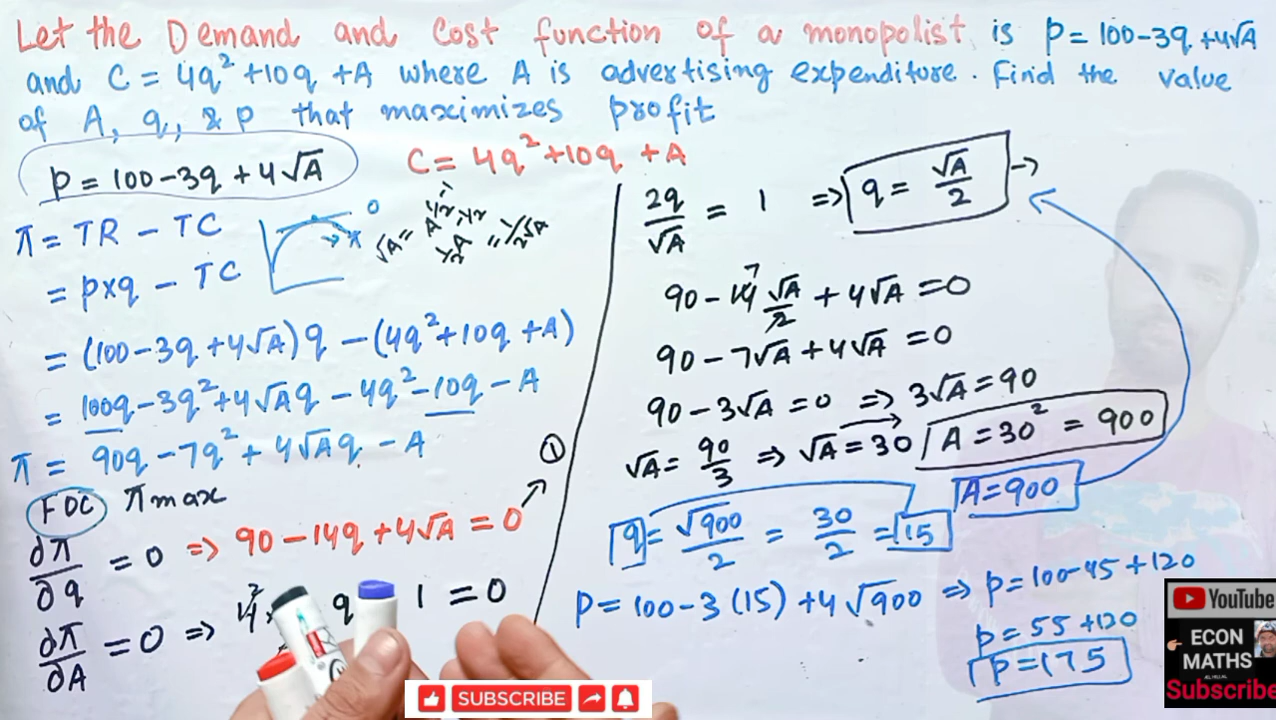 Let the Demand and Cost function of a monopolist is p = 100-3q+4√A
and C = 4q²+10q+A where A is advertising expenditure. Find the value
of A, q, & p that maximizes profit
p = 100-3q+4√A
C = 4q²+10q+A
π = TR - TC
= p×q - TC
= (100-3q+4√A)q - (4q²+10q+A)
= 100q-3q²+4√Aq-4q²-10q-A
π = 90q-7q²+4√Aq-A
FOC π max
∂π/∂q = 0 ⇒ 90-14q+4√A = 0
①
∂π/∂A = 0 ⇒ q 1 = 0
0
π
√A =
= 1/2√A
2q/√A = 1 ⇒ q = √A/2 →
90 - 14 7 √A/2 + 4√A = 0
90 - 7√A + 4√A = 0
90 - 3√A = 0 ⇒ 3√A = 90
√A = 90/3 ⇒ √A = 30 A = 30² = 900
A = 900
q = √900/2 = 30/2 = 15
p = 100-3(15)+4√900 ⇒ p = 100-45+120
p = 55+120
p = 175
YouTube
ECON
MATHS
Subscribe
SUBSCRIBE